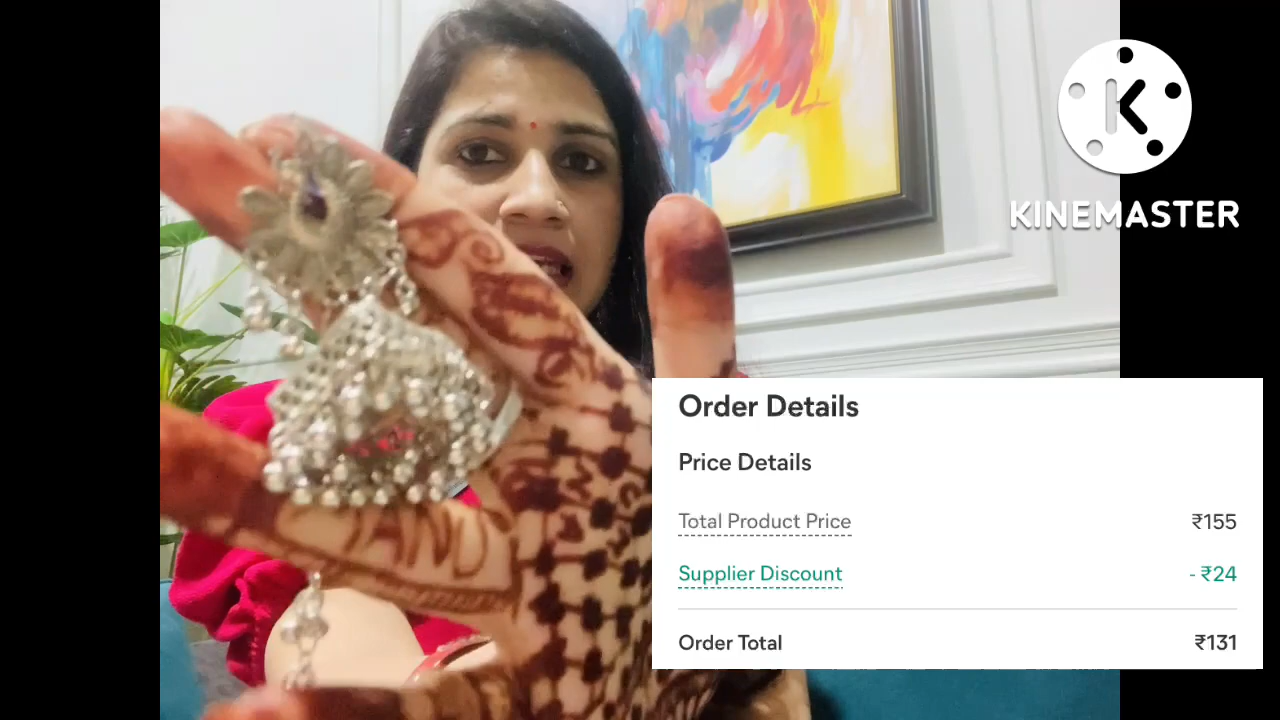 KINEMASTER
Order Details
Price Details
Total Product Price ₹155
Supplier Discount - ₹24
Order Total ₹131